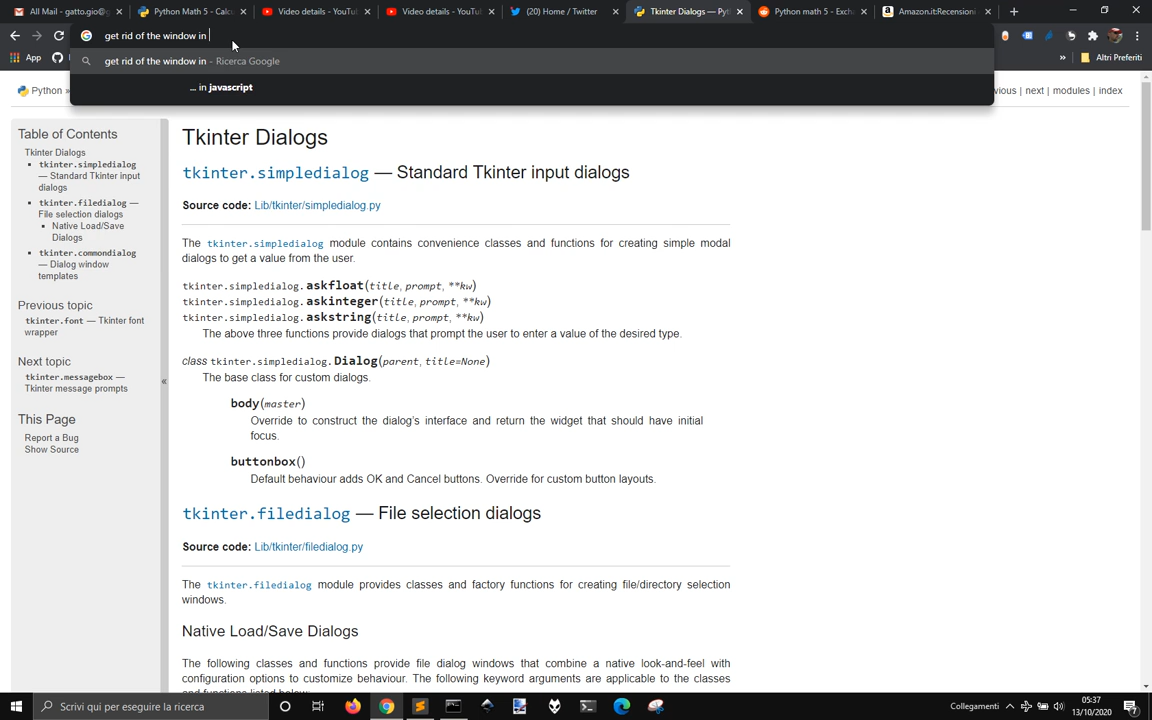 All Mail - gatto.gio@g
Python Math 5 - Calcu
Video details - YouTu
Video details - YouTu
(20) Home / Twitter
Tkinter Dialogs — Pyt
Python math 5 - Exch
Amazon.it:Recension
get rid of the window in
App
get rid of the window in - Ricerca Google
Altri Preferiti
... in javascript
Python »
vious | next | modules | index
Table of Contents
Tkinter Dialogs
tkinter.simpledialog
— Standard Tkinter input
dialogs
tkinter.filedialog —
File selection dialogs
Native Load/Save
Dialogs
tkinter.commondialog
— Dialog window
templates
Previous topic
tkinter.font — Tkinter font
wrapper
Next topic
tkinter.messagebox —
Tkinter message prompts
This Page
Report a Bug
Show Source
«
Tkinter Dialogs
tkinter.simpledialog — Standard Tkinter input dialogs
Source code: Lib/tkinter/simpledialog.py
The tkinter.simpledialog module contains convenience classes and functions for creating simple modal
dialogs to get a value from the user.
tkinter.simpledialog.askfloat(title, prompt, **kw)
tkinter.simpledialog.askinteger(title, prompt, **kw)
tkinter.simpledialog.askstring(title, prompt, **kw)
The above three functions provide dialogs that prompt the user to enter a value of the desired type.
class tkinter.simpledialog.Dialog(parent, title=None)
The base class for custom dialogs.
body(master)
Override to construct the dialog's interface and return the widget that should have initial
focus.
buttonbox()
Default behaviour adds OK and Cancel buttons. Override for custom button layouts.
tkinter.filedialog — File selection dialogs
Source code: Lib/tkinter/filedialog.py
The tkinter.filedialog module provides classes and factory functions for creating file/directory selection
windows.
Native Load/Save Dialogs
The following classes and functions provide file dialog windows that combine a native look-and-feel with
configuration options to customize behaviour. The following keyword arguments are applicable to the classes
and functions listed below:
Scrivi qui per eseguire la ricerca
Collegamenti
05:37
13/10/2020